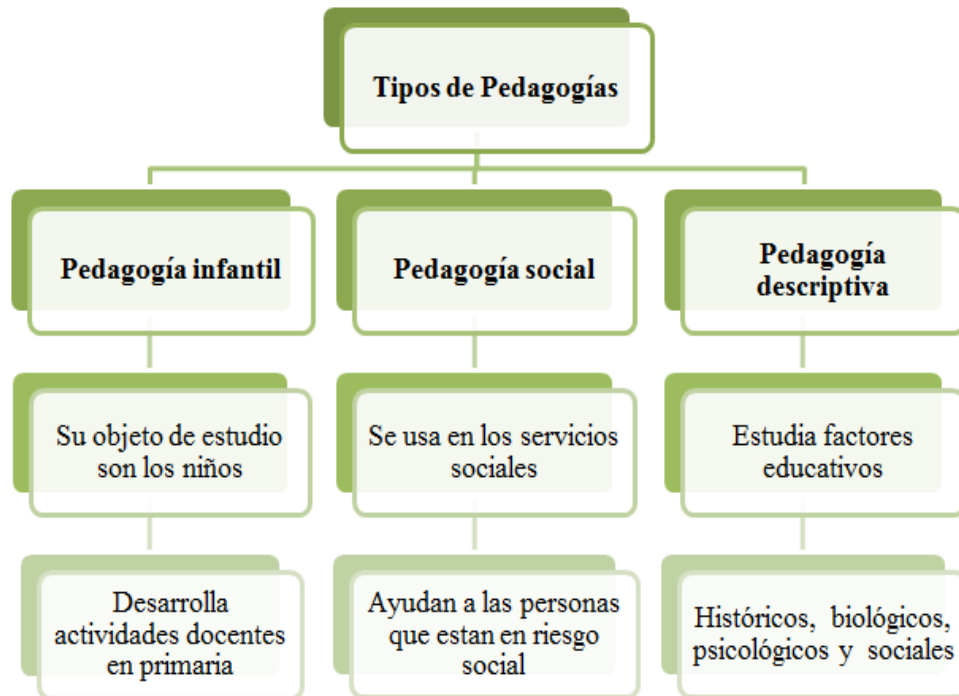 Tipos de Pedagogías
Pedagogía infantil
Pedagogía social
Pedagogía
descriptiva
Su objeto de estudio
son los niños
Se usa en los servicios
sociales
Estudia factores
educativos
Desarrolla
actividades docentes
en primaria
Ayudan a las personas
que estan en riesgo
social
Históricos, biológicos,
psicológicos y sociales